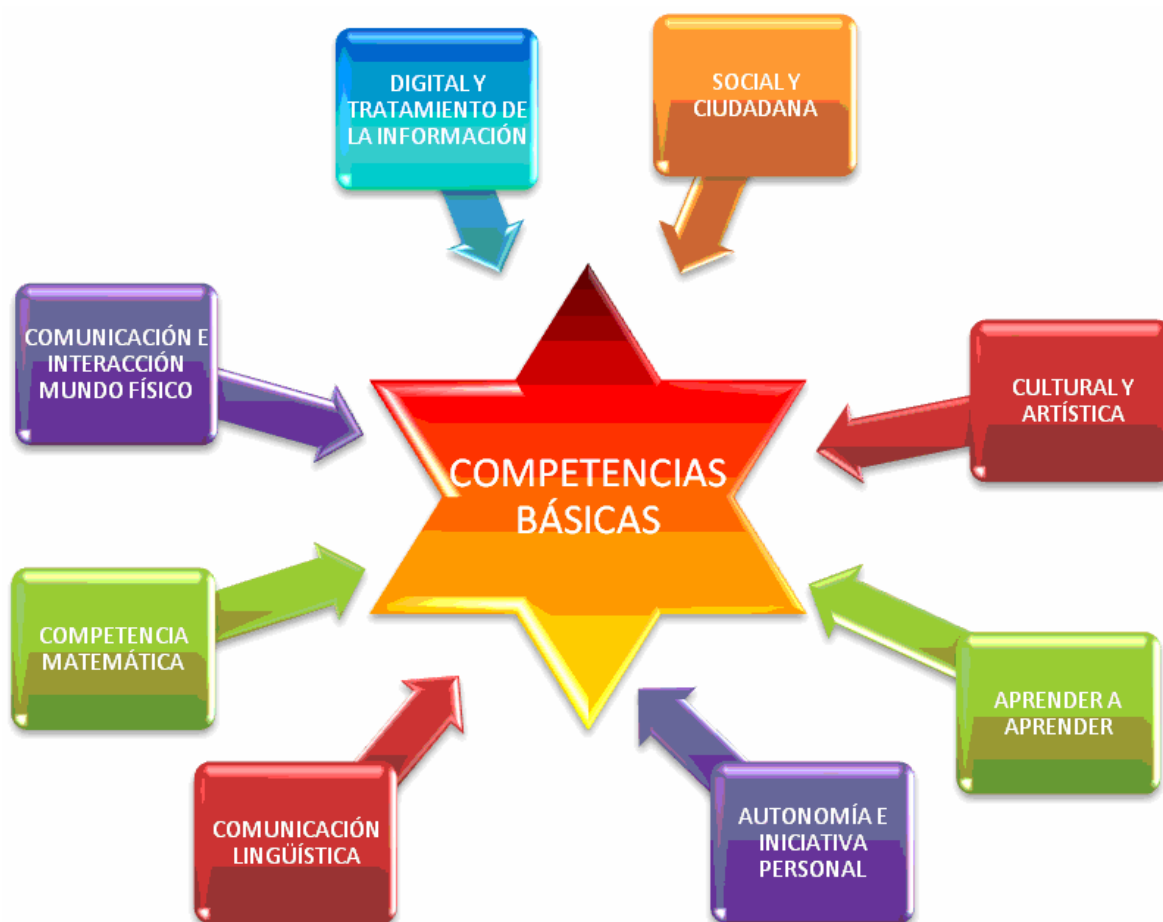 DIGITAL Y
TRATAMIENTO DE
LA INFORMACIÓN
SOCIAL Y
CIUDADANA
COMUNICACIÓN E
INTERACCIÓN
MUNDO FÍSICO
CULTURAL Y
ARTÍSTICA
COMPETENCIAS
BÁSICAS
COMPETENCIA
MATEMÁTICA
APRENDER A
APRENDER
COMUNICACIÓN
LINGÜÍSTICA
AUTONOMÍA E
INICIATIVA
PERSONAL